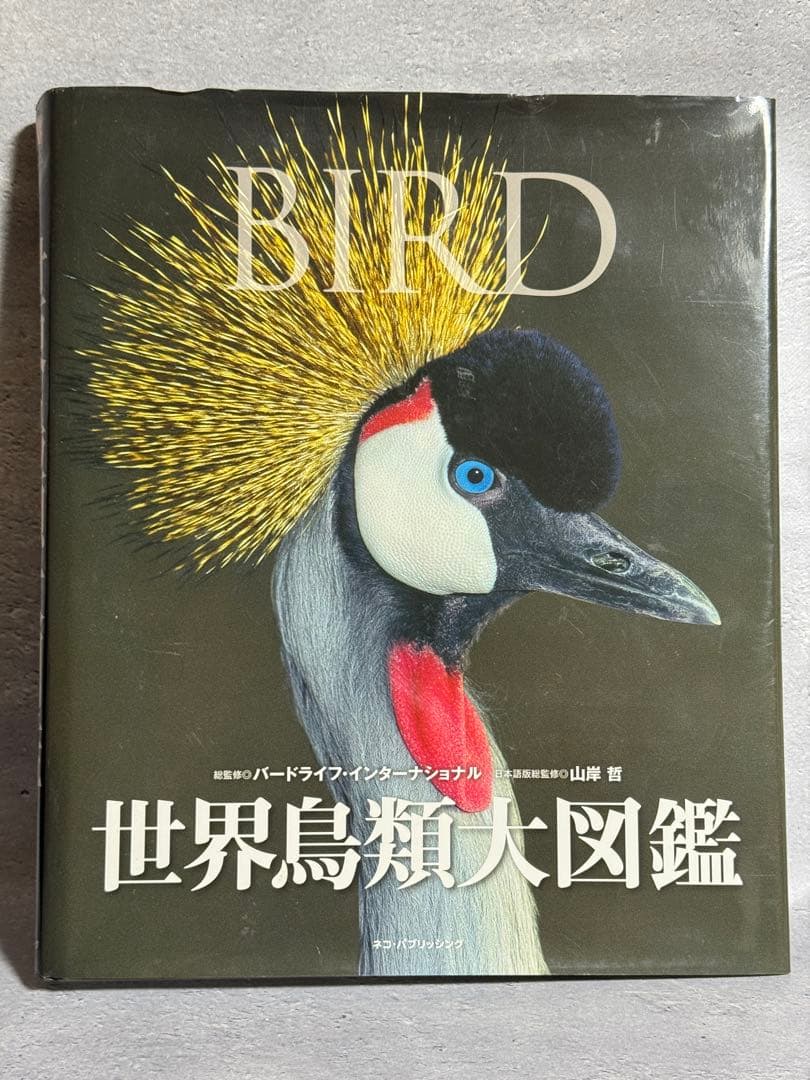 BIRD
総監修◎バードライフ・インターナショナル 日本語版総監修◎山岸 哲
世界鳥類大図鑑
ネコ・パブリッシング